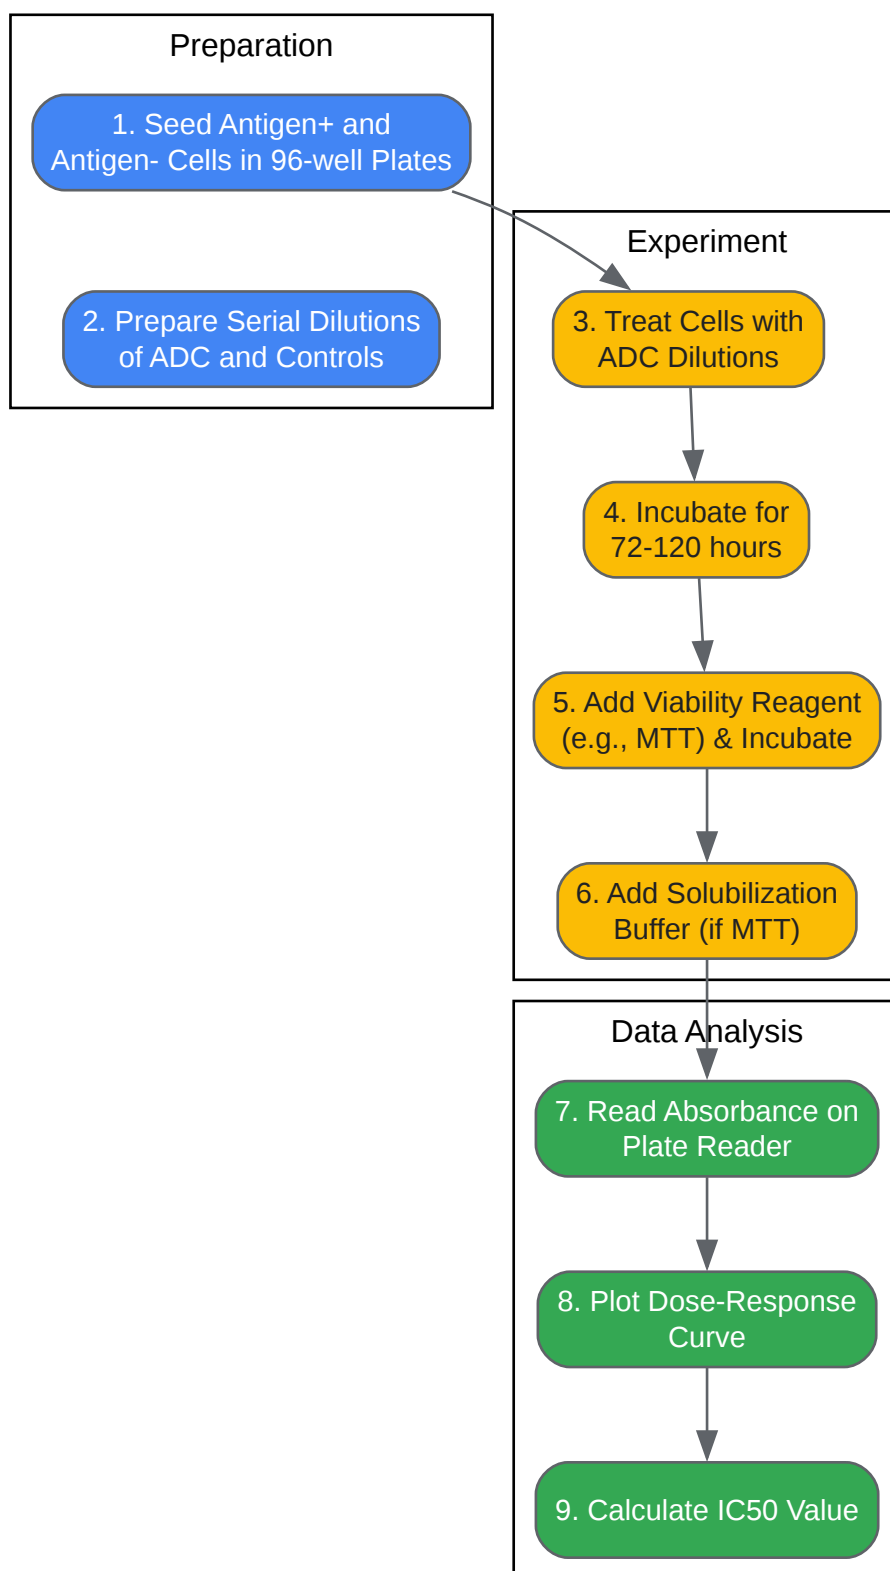 Preparation
1. Seed Antigen+ and
Antigen- Cells in 96-well Plates
2. Prepare Serial Dilutions
of ADC and Controls
Experiment
3. Treat Cells with
ADC Dilutions
4. Incubate for
72-120 hours
5. Add Viability Reagent
(e.g., MTT) & Incubate
6. Add Solubilization
Buffer (if MTT)
Data Analysis
7. Read Absorbance on
Plate Reader
8. Plot Dose-Response
Curve
9. Calculate IC50 Value